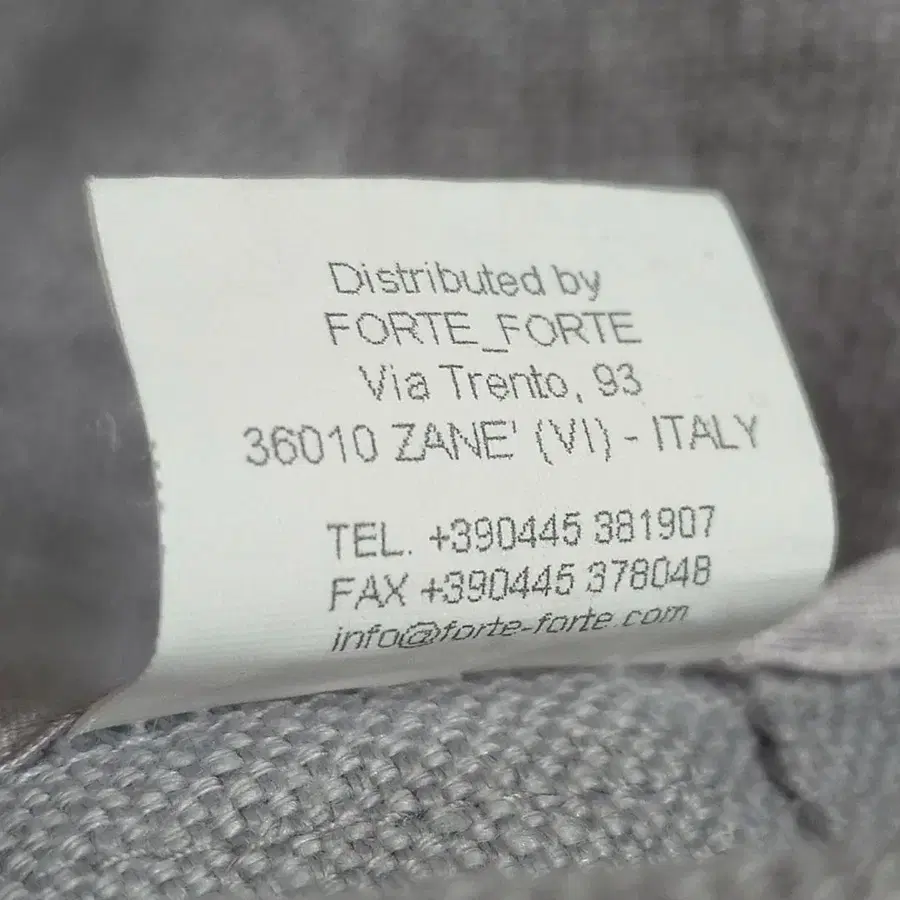 Distributed by
FORTE_FORTE
Via Trento, 93
36010 ZANE' (VI) - ITALY
TEL. +390445 381907
FAX +390445 378048
info@forte-forte.com